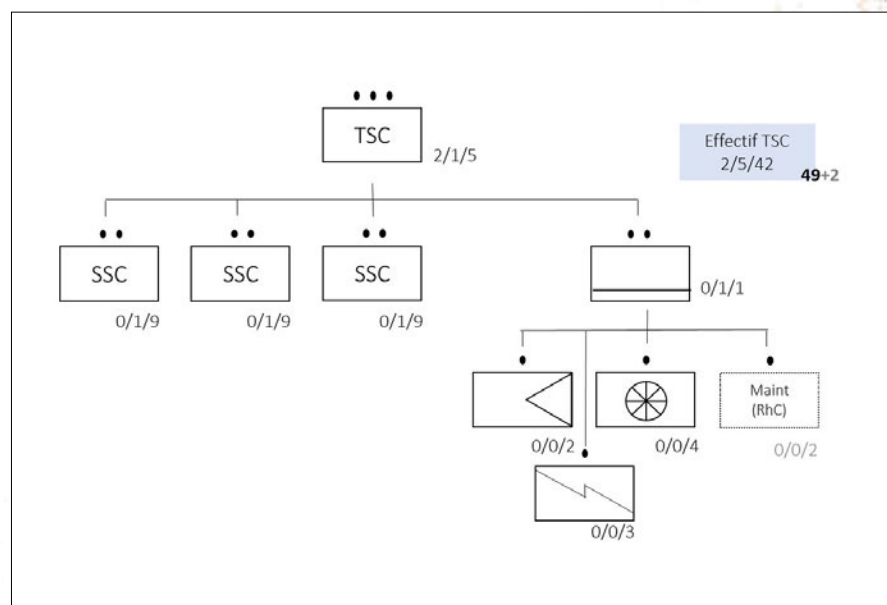 TSC
2/1/5
Effectif TSC
2/5/42
49+2
SSC
0/1/9
SSC
0/1/9
SSC
0/1/9
0/1/1
0/0/2
0/0/4
Maint
(RhC)
0/0/2
0/0/3